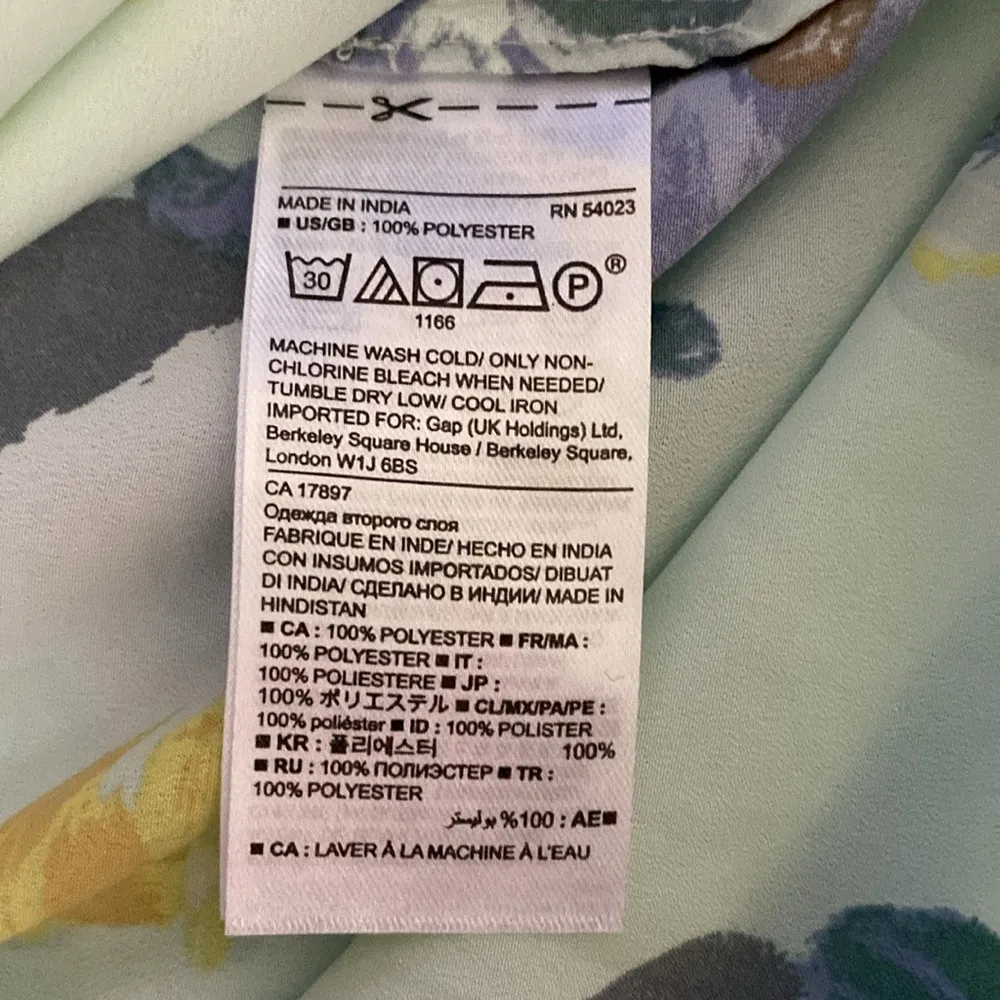 MADE IN INDIA RN 54023
■ US/GB : 100% POLYESTER
30 P ®
1166
MACHINE WASH COLD/ ONLY NON-
CHLORINE BLEACH WHEN NEEDED/
TUMBLE DRY LOW/ COOL IRON
IMPORTED FOR: Gap (UK Holdings) Ltd,
Berkeley Square House / Berkeley Square,
London W1J 6BS
CA 17897
Одежда второго слоя
FABRIQUE EN INDE/ HECHO EN INDIA
CON INSUMOS IMPORTADOS/ DIBUAT
DI INDIA/ СДЕЛАНО В ИНДИИ/ MADE IN
HINDISTAN
■ CA : 100% POLYESTER ■ FR/MA :
100% POLYESTER ■ IT :
100% POLIESTERE ■ JP :
100% ポリエステル ■ CL/MX/PA/PE :
100% poliéster ■ ID : 100% POLISTER
■ KR : 폴리에스터 100%
■ RU : 100% ПОЛИЭСТЕР ■ TR :
100% POLYESTER
■AE : 100% بوليستر
■ CA : LAVER À LA MACHINE À L'EAU